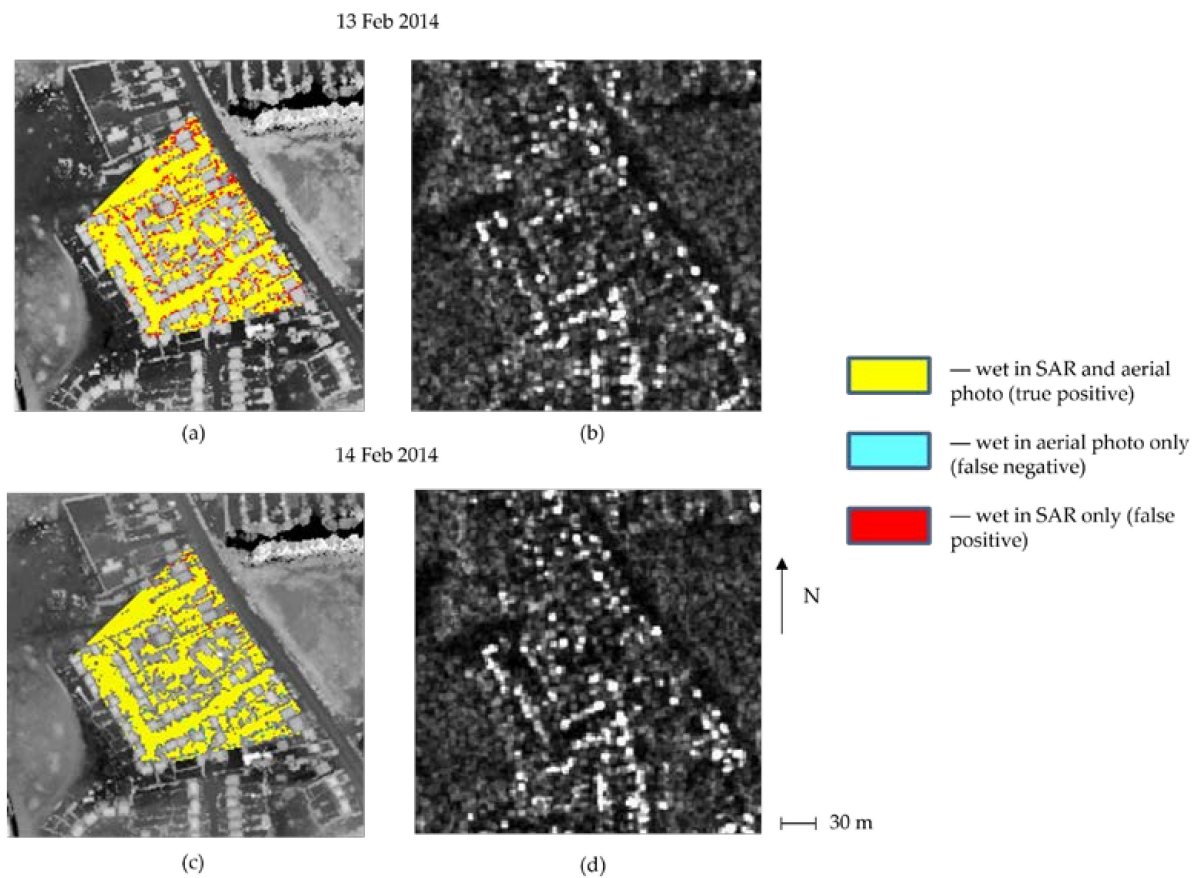 13 Feb 2014
(a)
(b)
14 Feb 2014
— wet in SAR and aerial
photo (true positive)
— wet in aerial photo only
(false negative)
— wet in SAR only (false
positive)
N
30 m
(c)
(d)